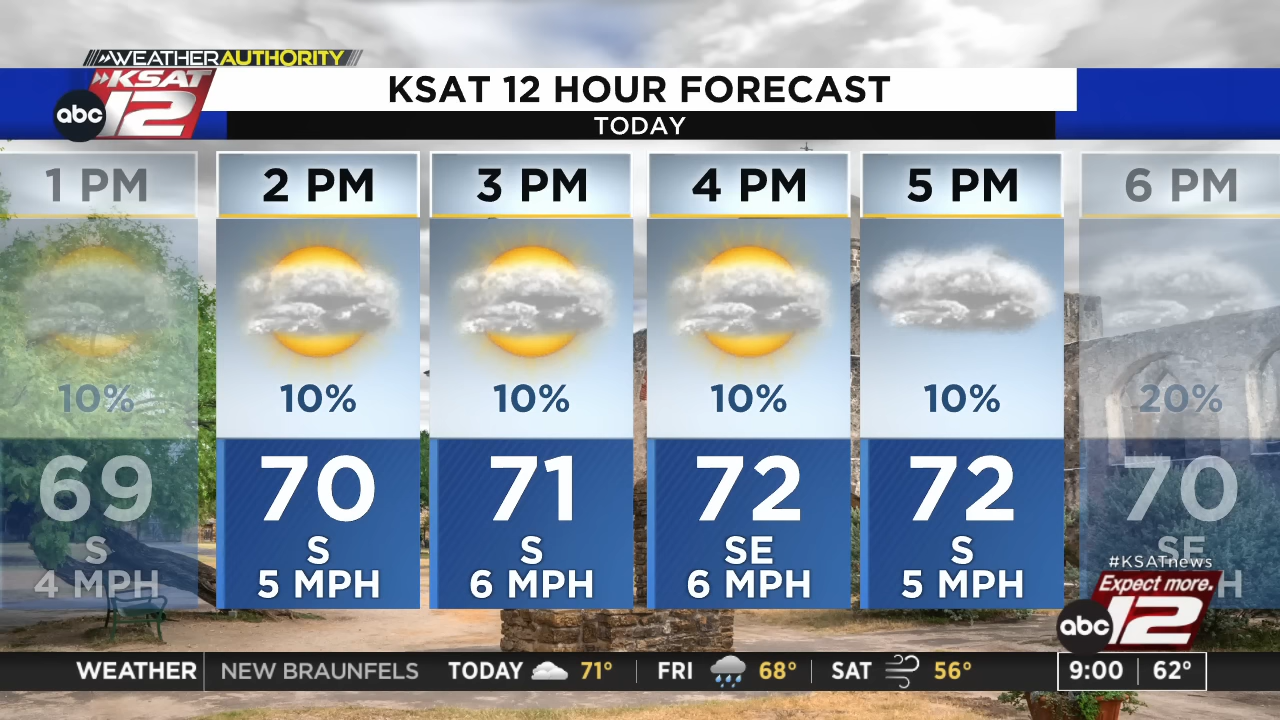 WEATHER AUTHORITY
KSAT
abc 12
KSAT 12 HOUR FORECAST
TODAY
1 PM
10%
69
S
4 MPH
2 PM
10%
70
S
5 MPH
3 PM
10%
71
S
6 MPH
4 PM
10%
72
SE
6 MPH
5 PM
10%
72
S
5 MPH
6 PM
20%
70
SE
H
#KSATnews
Expect more.
abc 12
WEATHER NEW BRAUNFELS TODAY 71° FRI 68° SAT 56° 9:00 62°